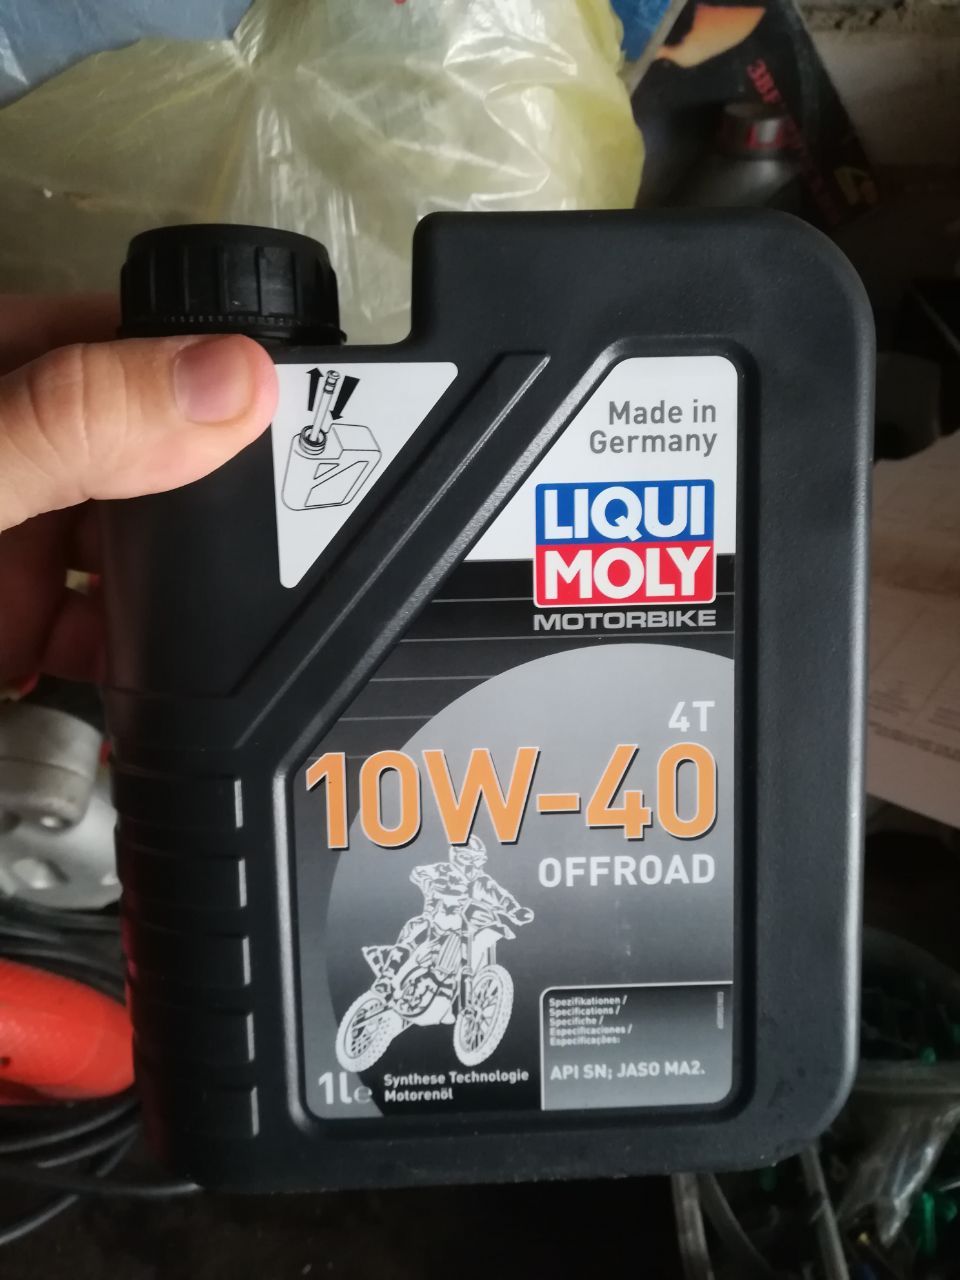 Made in
Germany
LIQUI
MOLY
MOTORBIKE
4T
10W-40
OFFROAD
Spezifikationen /
Specifications /
Specifiche /
Especificaciones /
Especificações:
API SN; JASO MA2.
1L e
Synthese Technologie
Motorenöl